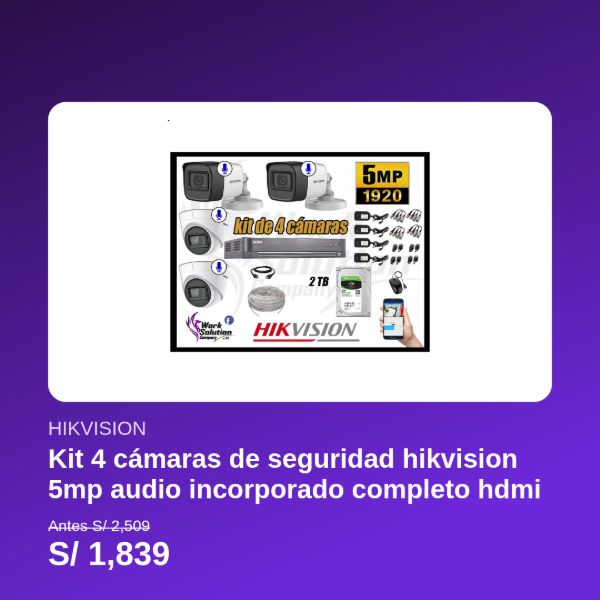 5MP
1920
kit de 4 cámaras
2 TB
Work
Solution
Company
HIKVISION
HIKVISION
Kit 4 cámaras de seguridad hikvision
5mp audio incorporado completo hdmi
Antes S/ 2,509
S/ 1,839